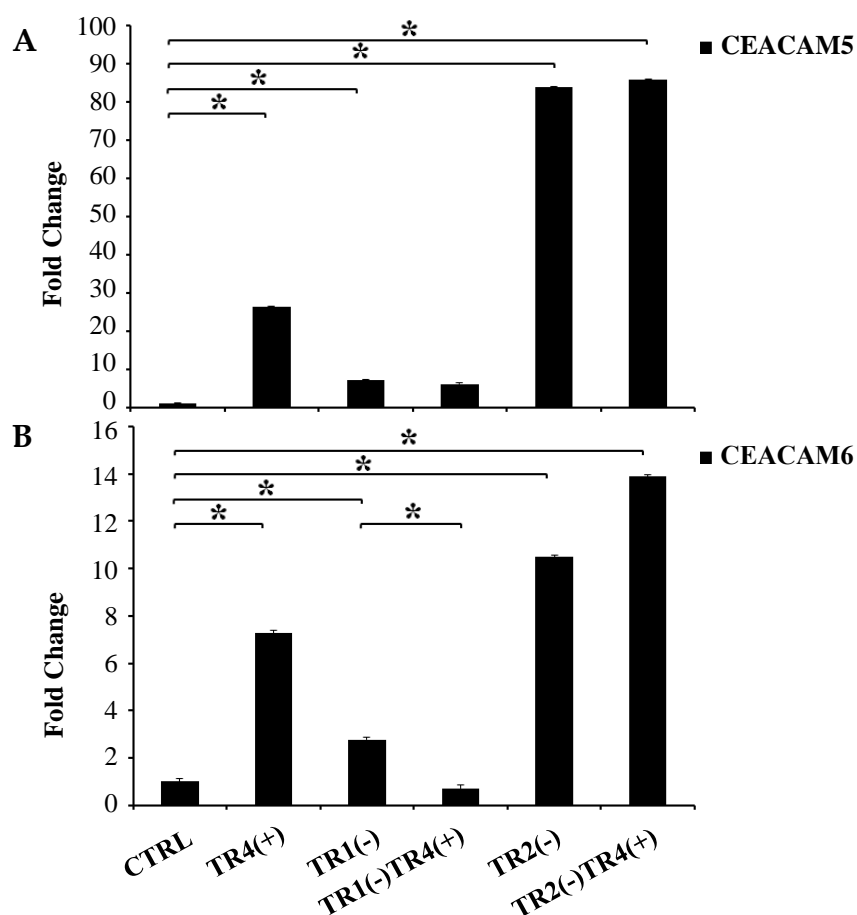 A
100
90
80
70
60
50
40
30
20
10
0
Fold Change
*
*
*
*
■ CEACAM5
B
16
14
12
10
8
6
4
2
0
Fold Change
*
*
*
*
*
■ CEACAM6
CTRL
TR4(+)
TR1(-)
TR1(-)TR4(+)
TR2(-)
TR2(-)TR4(+)